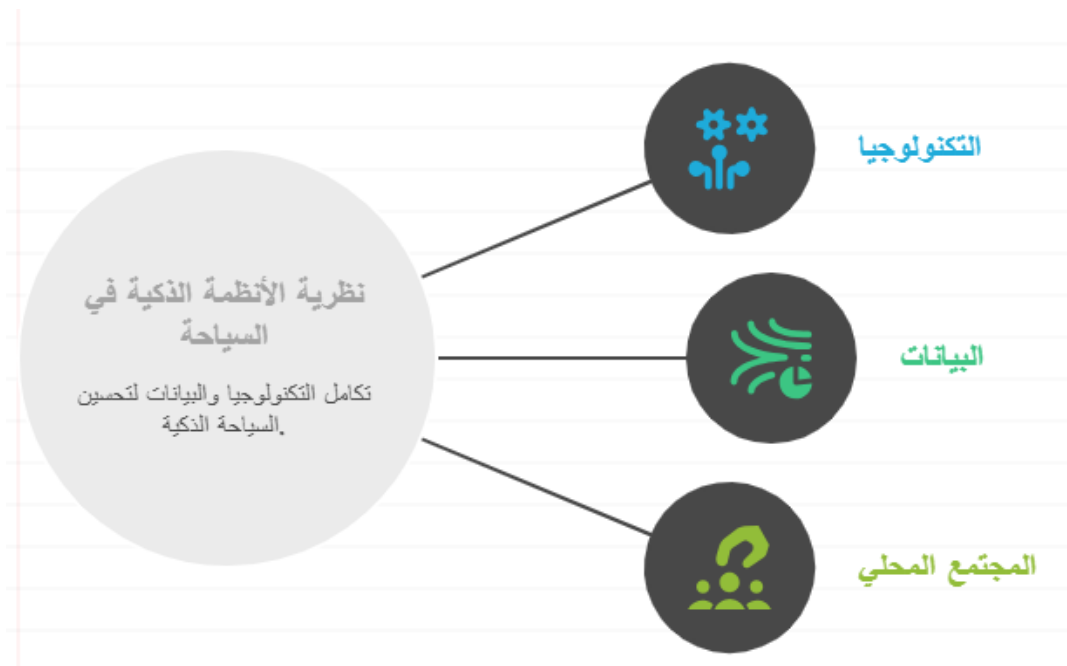 نظرية الأنظمة الذكية في
السياحة
تكامل التكنولوجيا والبيانات لتحسين
السياحة الذكية.
التكنولوجيا
البيانات
المجتمع المحلي